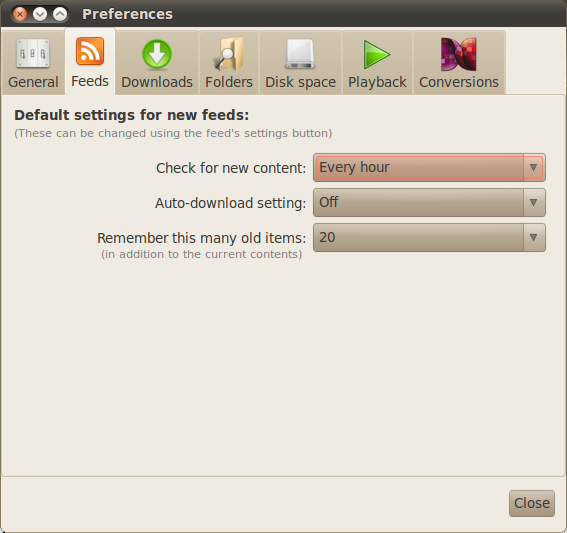 Preferences
General Feeds Downloads Folders Disk space Playback Conversions
Default settings for new feeds:
(These can be changed using the feed's settings button)
Check for new content: Every hour
Auto-download setting: Off
Remember this many old items: 20
(in addition to the current contents)
Close